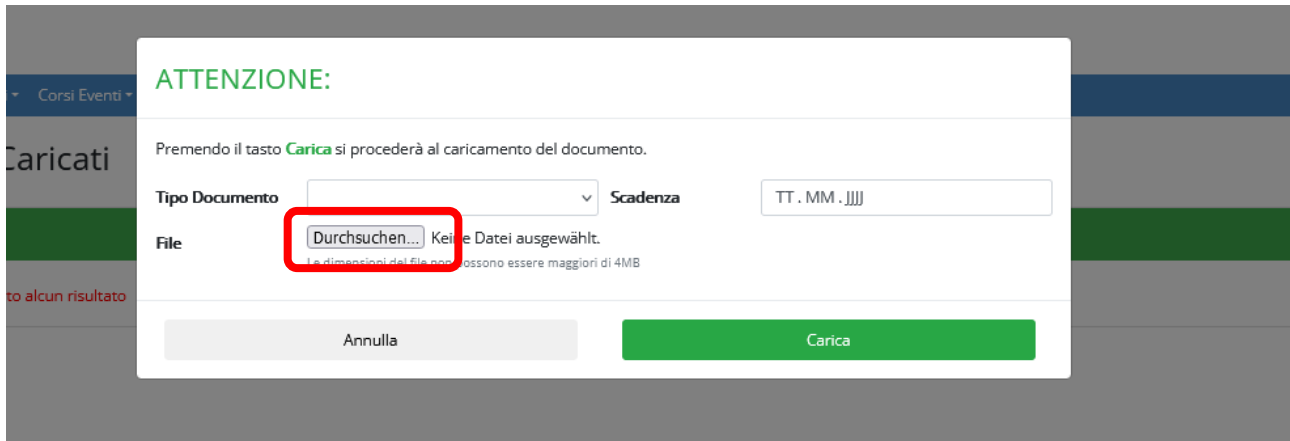 Corsi Eventi
Caricati
to alcun risultato
ATTENZIONE:
Premendo il tasto Carica si procederà al caricamento del documento.
Tipo Documento
Scadenza
TT.MM.JJJJ
File
Durchsuchen... Keine Datei ausgewählt.
Le dimensioni del file non possono essere maggiori di 4MB
Annulla
Carica